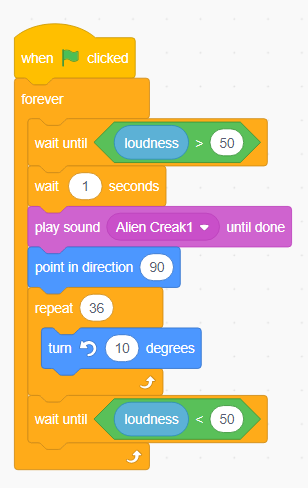 when clicked
forever
wait until loudness > 50
wait 1 seconds
play sound Alien Creak1 until done
point in direction 90
repeat 36
turn 10 degrees
wait until loudness < 50